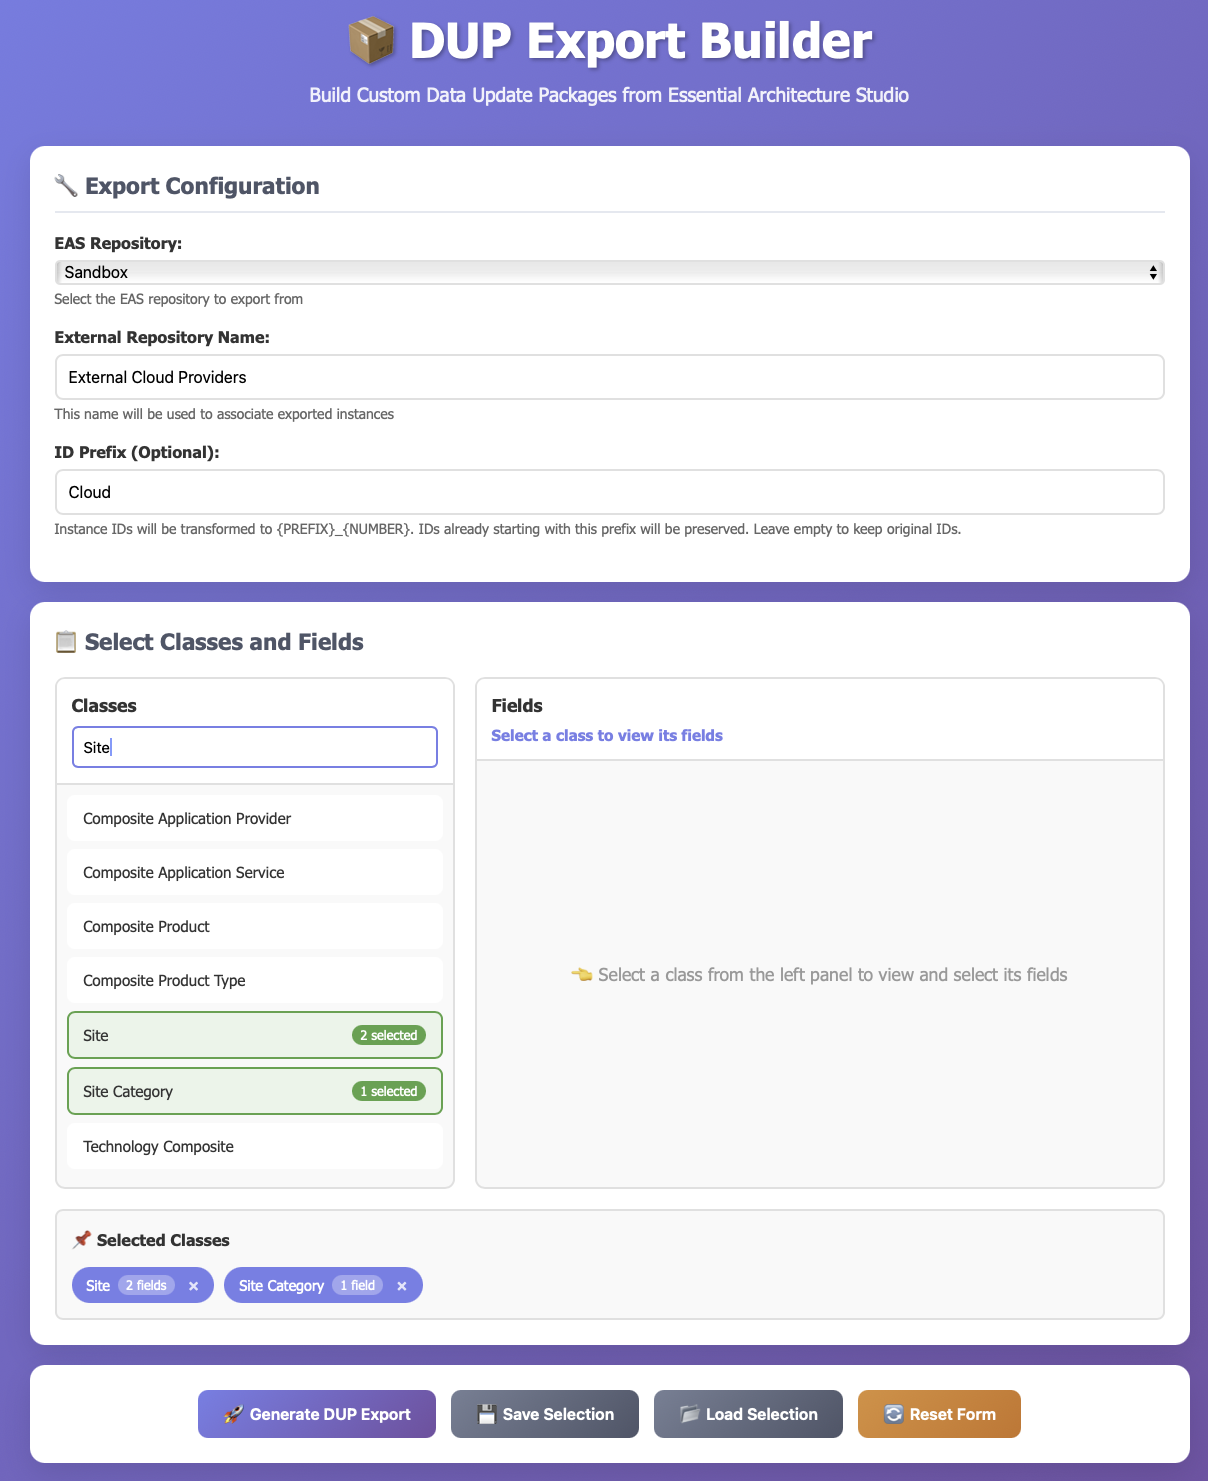 📦 DUP Export Builder
Build Custom Data Update Packages from Essential Architecture Studio
🔧 Export Configuration
EAS Repository:
Sandbox
Select the EAS repository to export from
External Repository Name:
External Cloud Providers
This name will be used to associate exported instances
ID Prefix (Optional):
Cloud
Instance IDs will be transformed to {PREFIX}_{NUMBER}. IDs already starting with this prefix will be preserved. Leave empty to keep original IDs.
📋 Select Classes and Fields
Classes
Site
Composite Application Provider
Composite Application Service
Composite Product
Composite Product Type
Site 2 selected
Site Category 1 selected
Technology Composite
Fields
Select a class to view its fields
👈 Select a class from the left panel to view and select its fields
📌 Selected Classes
Site 2 fields × Site Category 1 field ×
🚀 Generate DUP Export 💾 Save Selection 📂 Load Selection 🔄 Reset Form